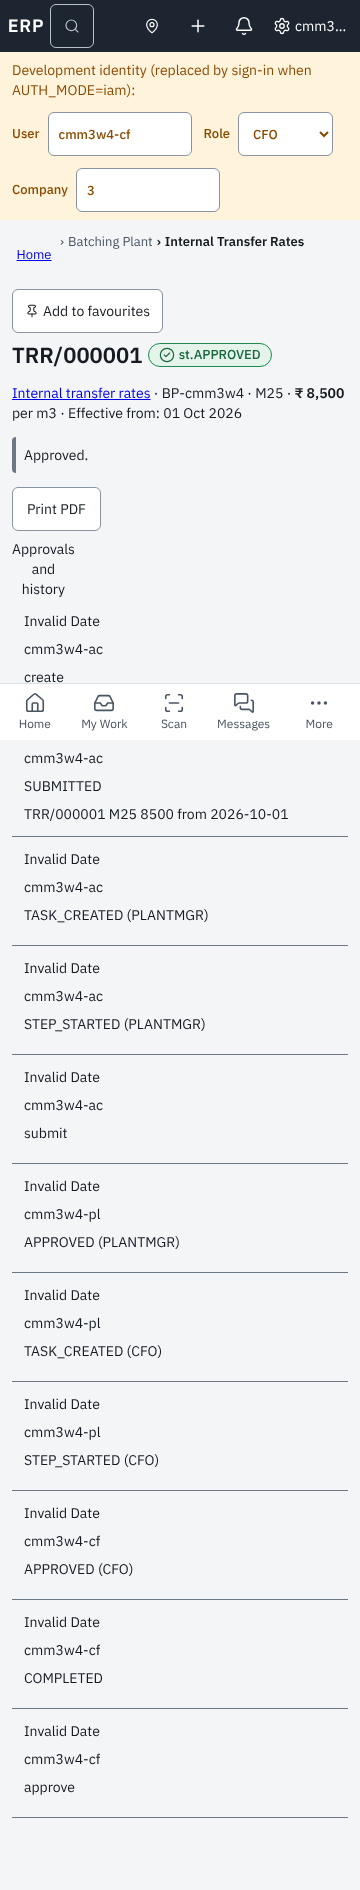 ERP
cmm3...
Development identity (replaced by sign-in when
AUTH_MODE=iam):
User cmm3w4-cf Role CFO
Company 3
Home › Batching Plant › Internal Transfer Rates
Add to favourites
TRR/000001 st.APPROVED
Internal transfer rates · BP-cmm3w4 · M25 · ₹ 8,500
per m3 · Effective from: 01 Oct 2026
Approved.
Print PDF
Approvals
and
history
Invalid Date
cmm3w4-ac
create
Home My Work Scan Messages More
cmm3w4-ac
SUBMITTED
TRR/000001 M25 8500 from 2026-10-01
Invalid Date
cmm3w4-ac
TASK_CREATED (PLANTMGR)
Invalid Date
cmm3w4-ac
STEP_STARTED (PLANTMGR)
Invalid Date
cmm3w4-ac
submit
Invalid Date
cmm3w4-pl
APPROVED (PLANTMGR)
Invalid Date
cmm3w4-pl
TASK_CREATED (CFO)
Invalid Date
cmm3w4-pl
STEP_STARTED (CFO)
Invalid Date
cmm3w4-cf
APPROVED (CFO)
Invalid Date
cmm3w4-cf
COMPLETED
Invalid Date
cmm3w4-cf
approve